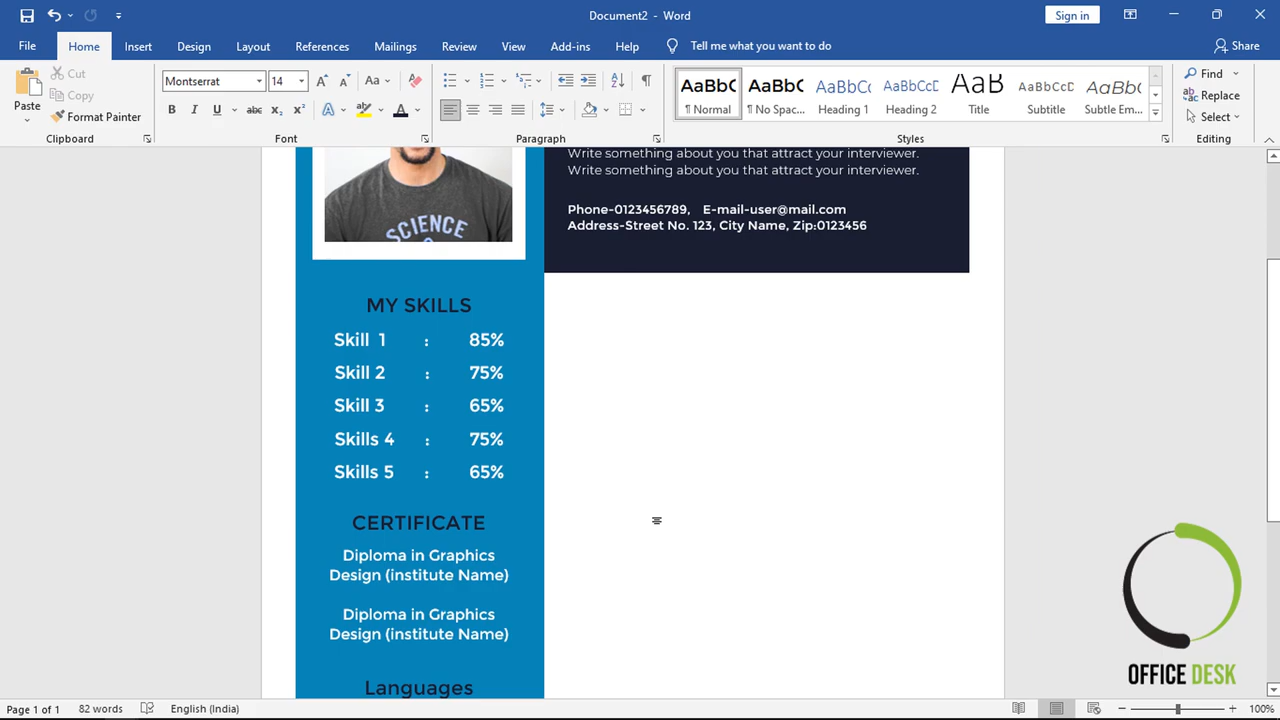 Document2 - Word
Sign in
File Home Insert Design Layout References Mailings Review View Add-ins Help Tell me what you want to do Share
Paste
Cut
Copy
Format Painter
Clipboard
Montserrat 14
Font
Paragraph
AaBbC AaBbC AaBbC AaBbC AaB AaBbCcD AaBbC
¶ Normal ¶ No Spac... Heading 1 Heading 2 Title Subtitle Subtle Em...
Styles
Find
Replace
Select
Editing
SCIENCE
Write something about you that attract your interviewer.
Write something about you that attract your interviewer.
Phone-0123456789, E-mail-user@mail.com
Address-Street No. 123, City Name, Zip:0123456
MY SKILLS
Skill 1 : 85%
Skill 2 : 75%
Skill 3 : 65%
Skills 4 : 75%
Skills 5 : 65%
CERTIFICATE
Diploma in Graphics
Design (institute Name)
Diploma in Graphics
Design (institute Name)
Languages
OFFICE DESK
Page 1 of 1 82 words English (India) 100%